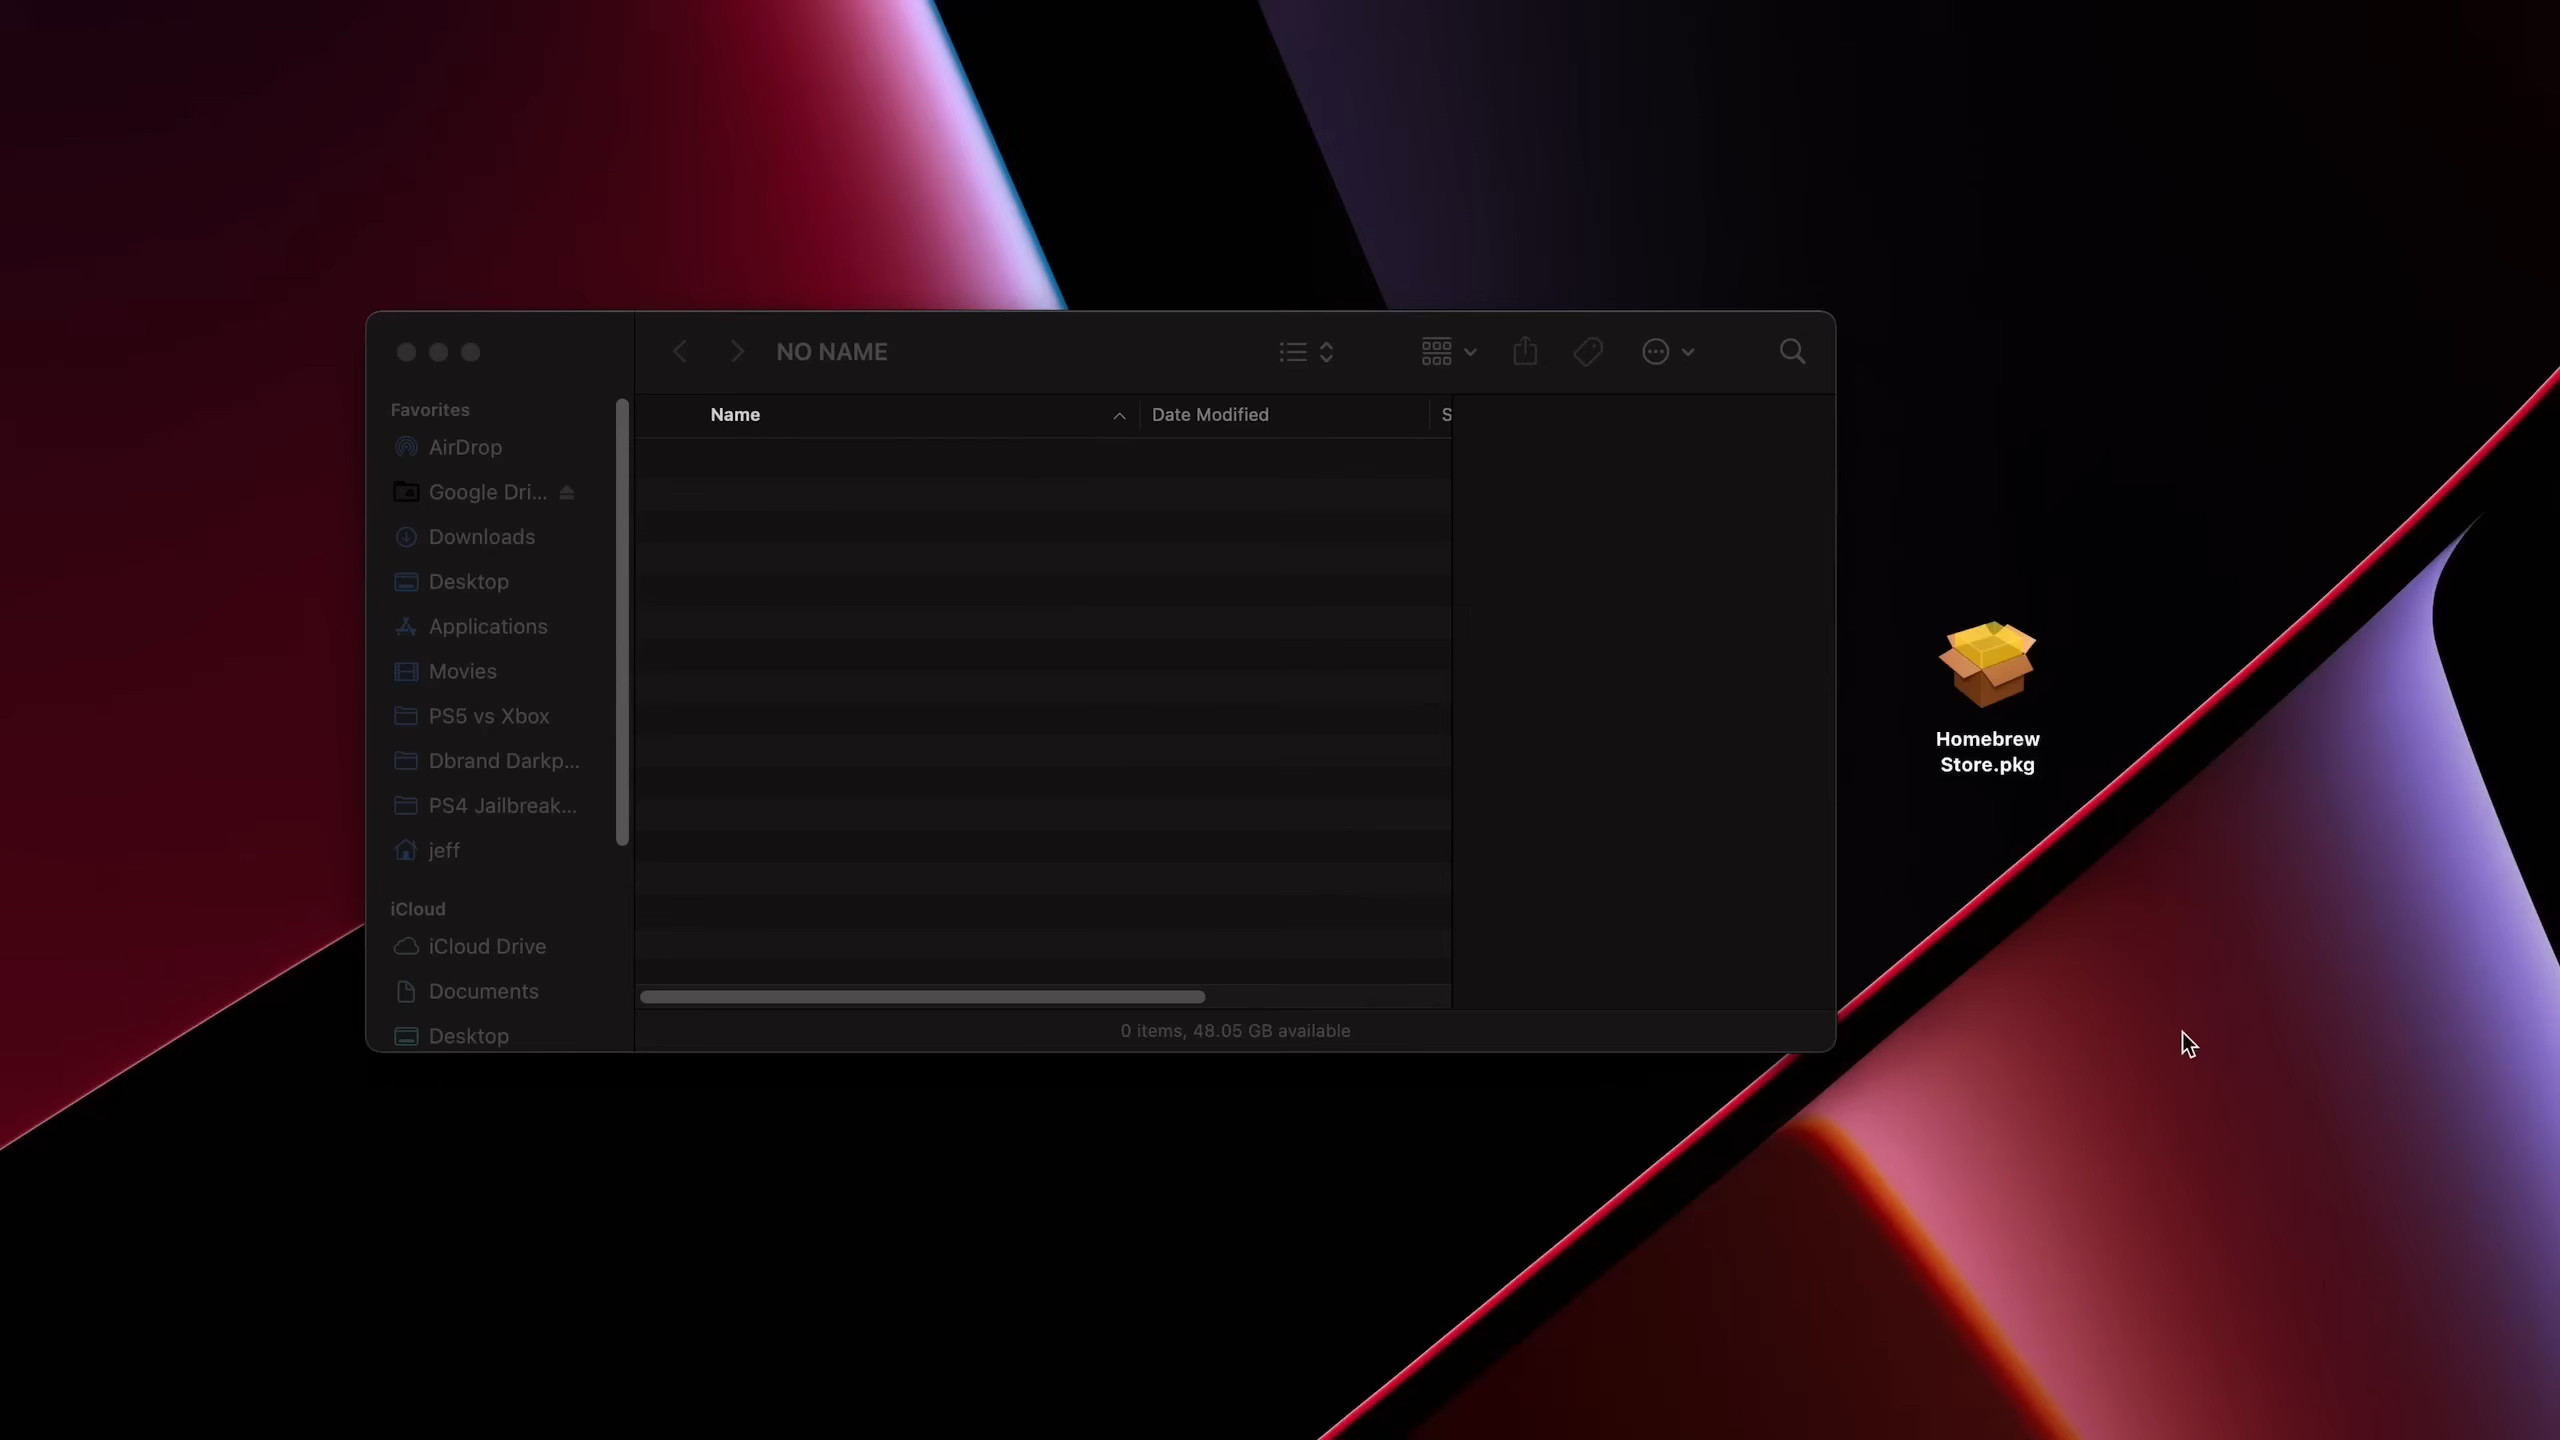 NO NAME
Favorites
Name
Date Modified
S
AirDrop
Google Dri...
Downloads
Desktop
Applications
Movies
PS5 vs Xbox
Dbrand Darkp...
PS4 Jailbreak...
jeff
iCloud
iCloud Drive
Documents
Desktop
0 items, 48.05 GB available
Homebrew
Store.pkg